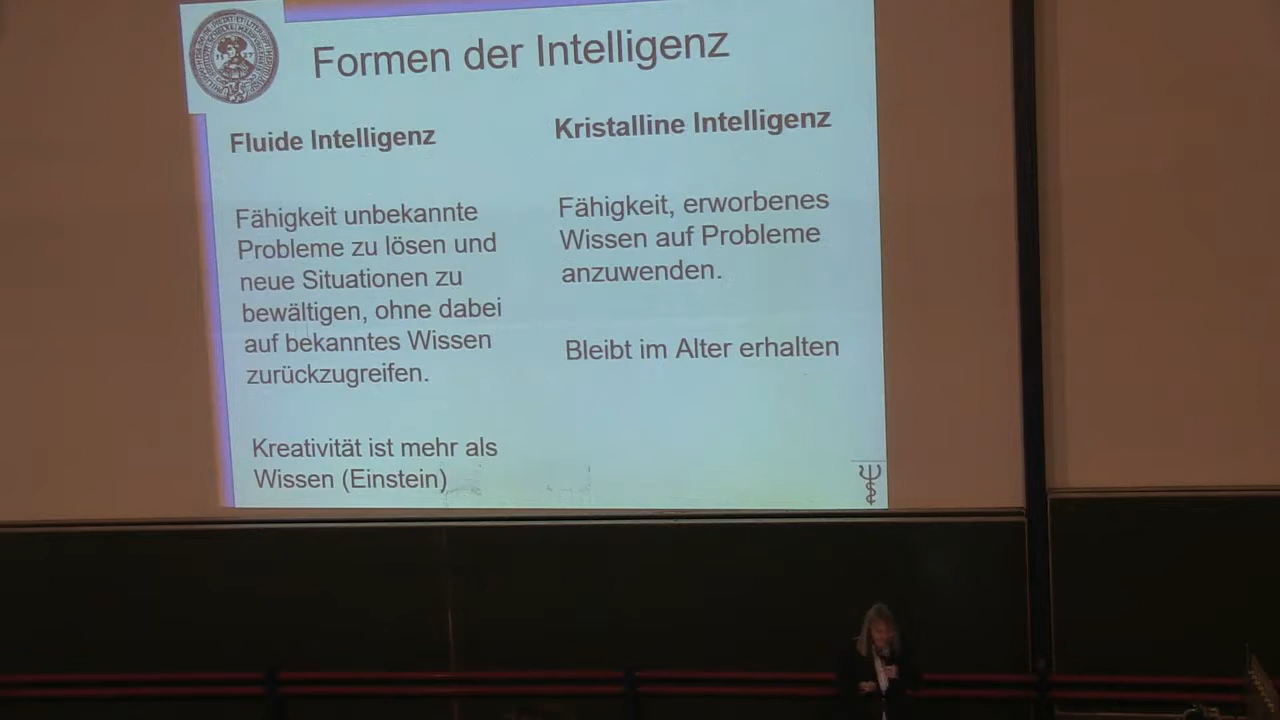 Formen der Intelligenz
Fluide Intelligenz
Fähigkeit unbekannte
Probleme zu lösen und
neue Situationen zu
bewältigen, ohne dabei
auf bekanntes Wissen
zurückzugreifen.
Kreativität ist mehr als
Wissen (Einstein)
Kristalline Intelligenz
Fähigkeit, erworbenes
Wissen auf Probleme
anzuwenden.
Bleibt im Alter erhalten